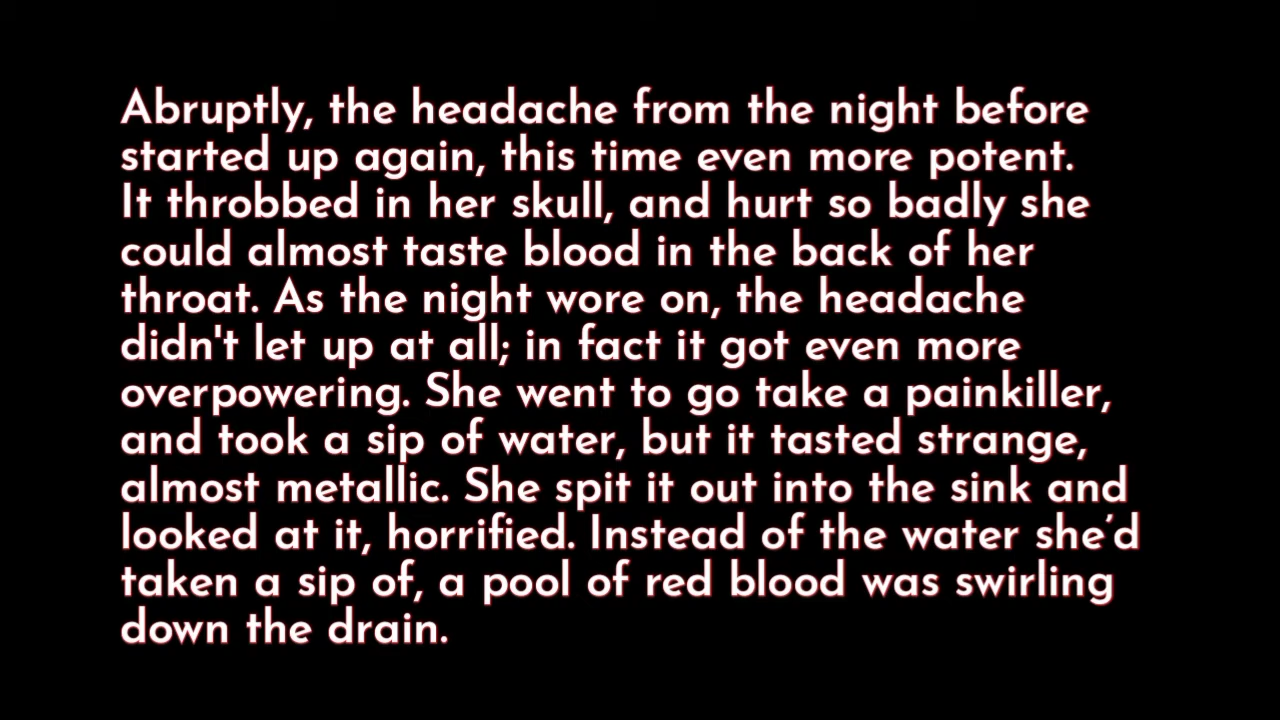 Abruptly, the headache from the night before
started up again, this time even more potent.
It throbbed in her skull, and hurt so badly she
could almost taste blood in the back of her
throat. As the night wore on, the headache
didn't let up at all; in fact it got even more
overpowering. She went to go take a painkiller,
and took a sip of water, but it tasted strange,
almost metallic. She spit it out into the sink and
looked at it, horrified. Instead of the water she’d
taken a sip of, a pool of red blood was swirling
down the drain.